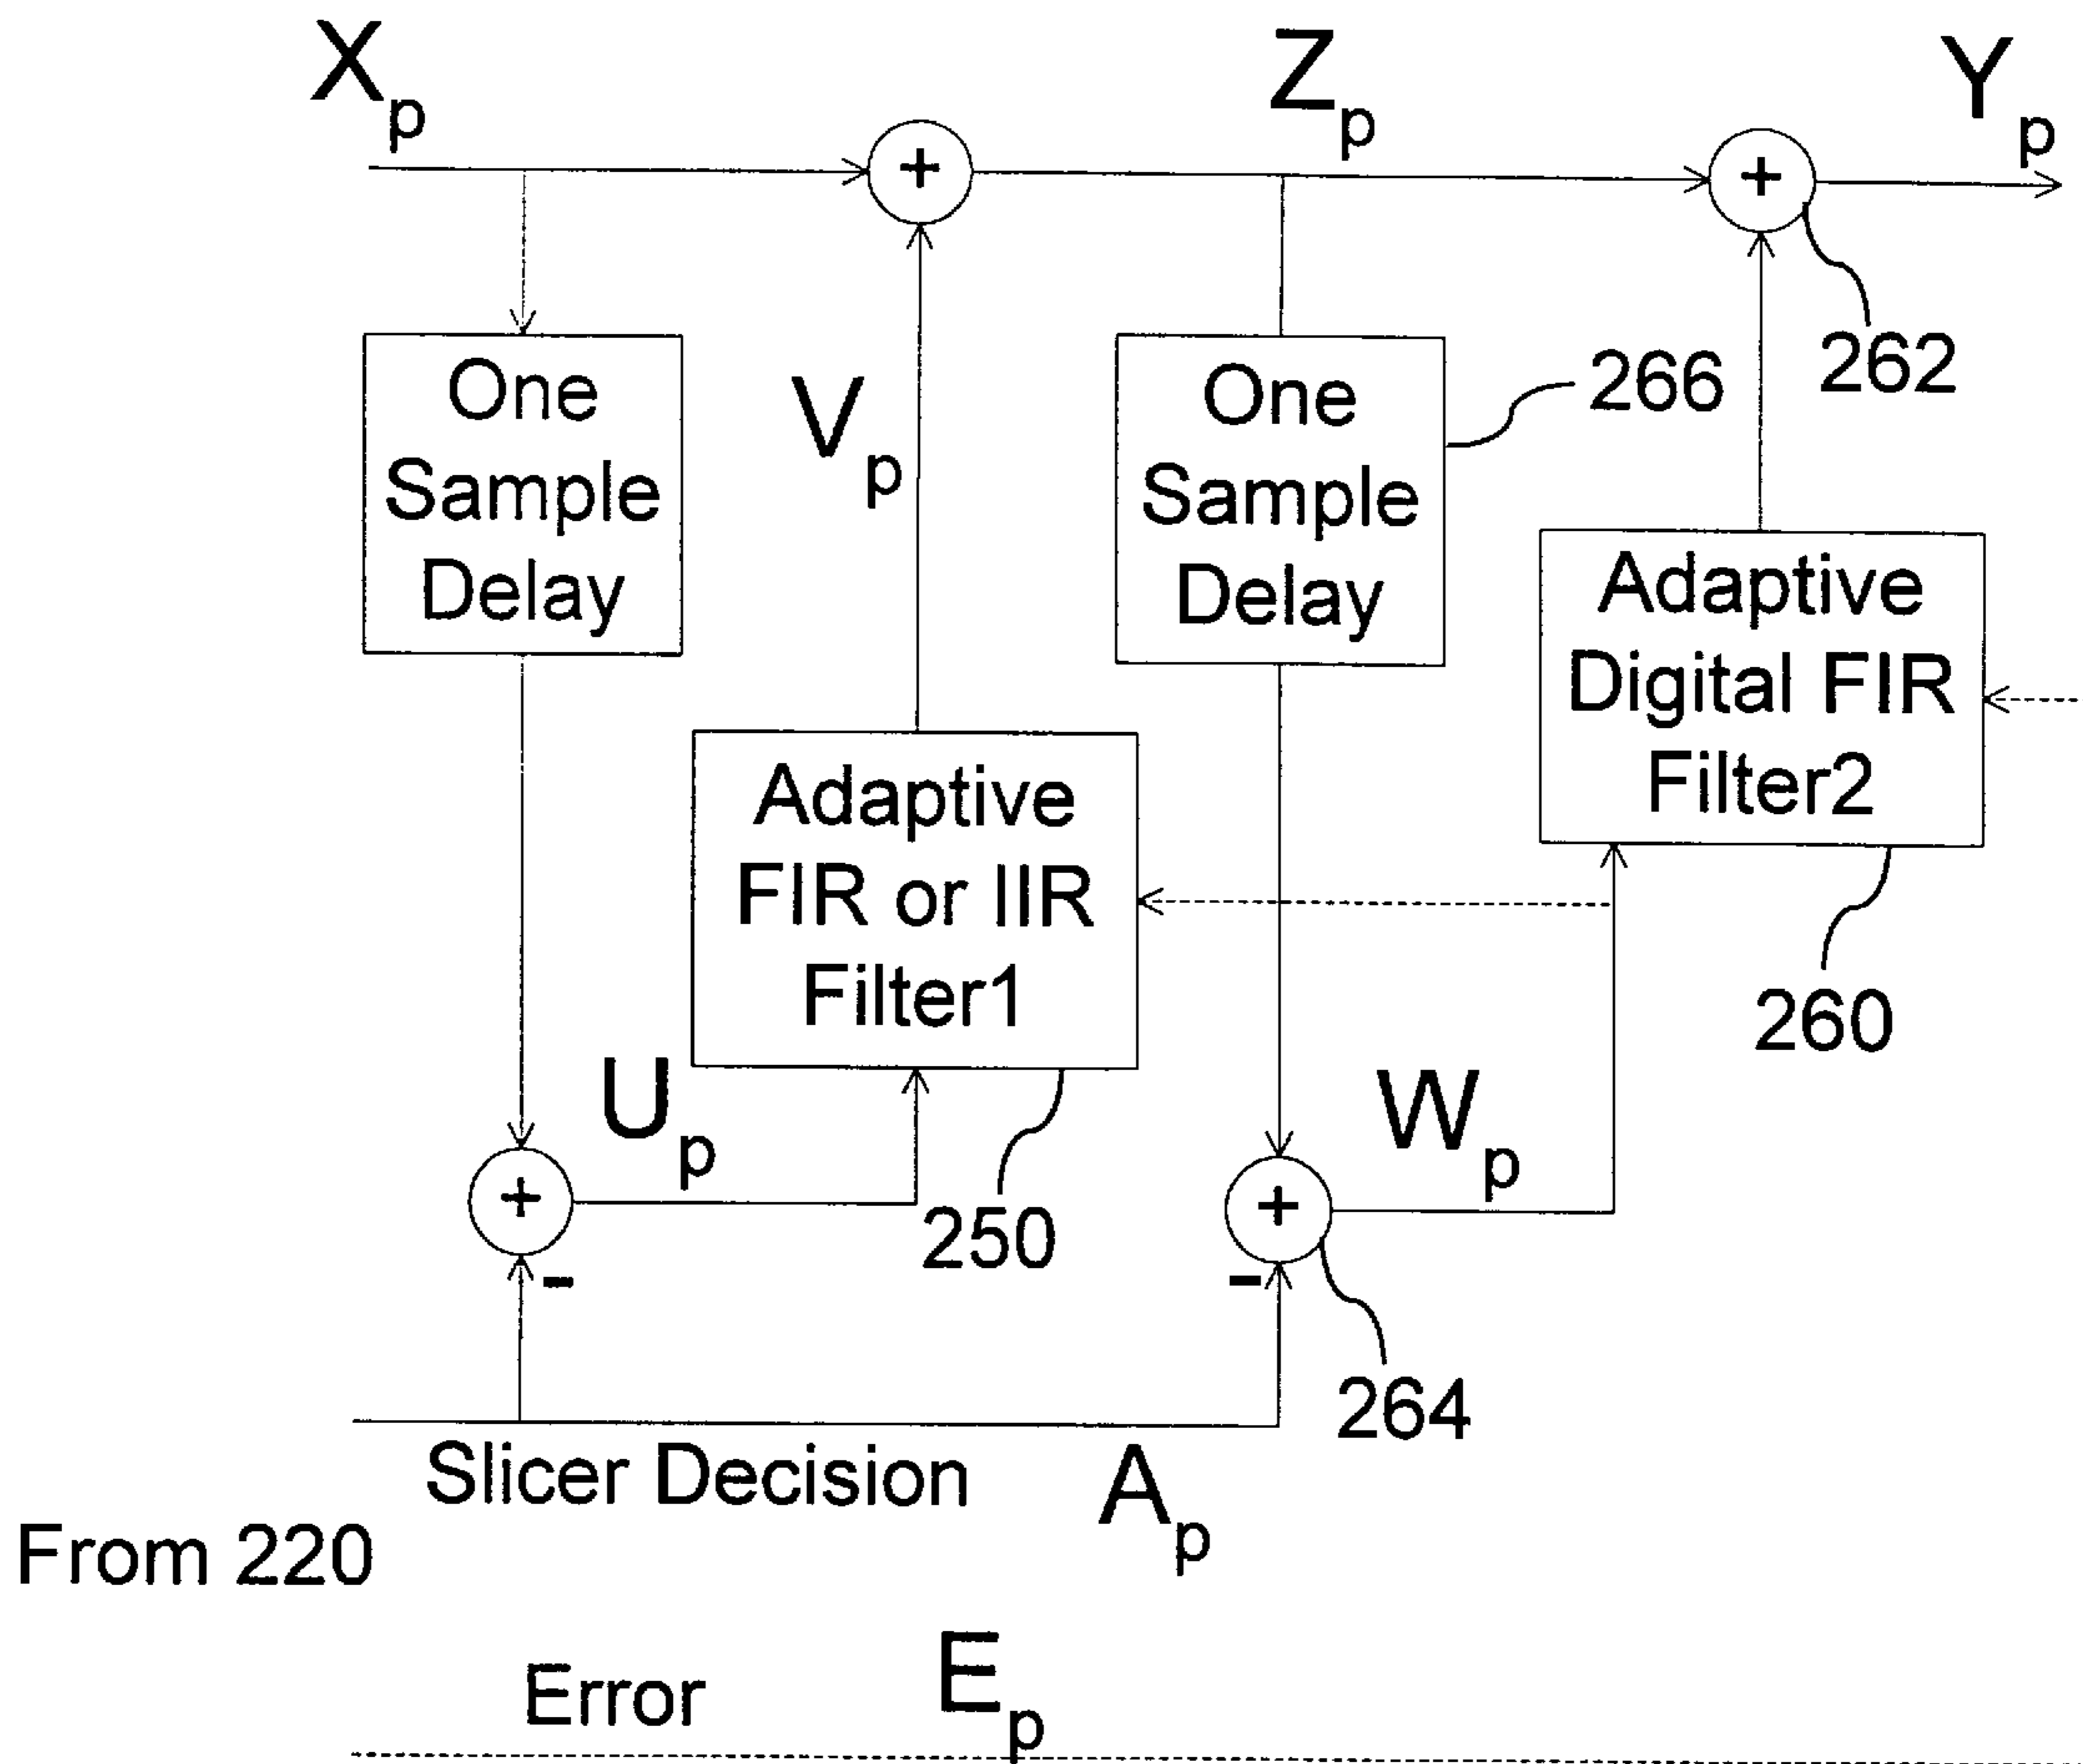 Xp
Zp
Yp
+
+
One
Sample
Delay
Vp
One
Sample
Delay
266
262
Adaptive
Digital FIR
Filter2
Adaptive
FIR or IIR
Filter1
260
Up
Wp
+
250
+
-
-
264
Slicer Decision
Ap
From 220
Error
Ep